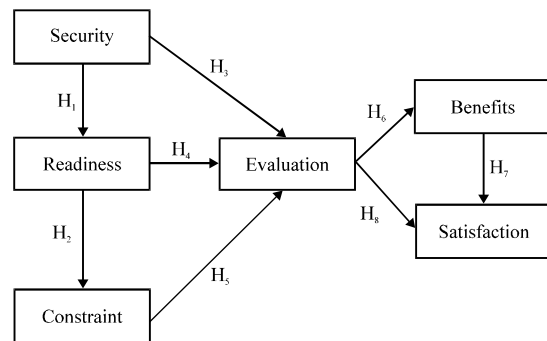 Security
H1
H3
Readiness
H4
Evaluation
H2
Constraint
H5
H6
Benefits
H7
H8
Satisfaction